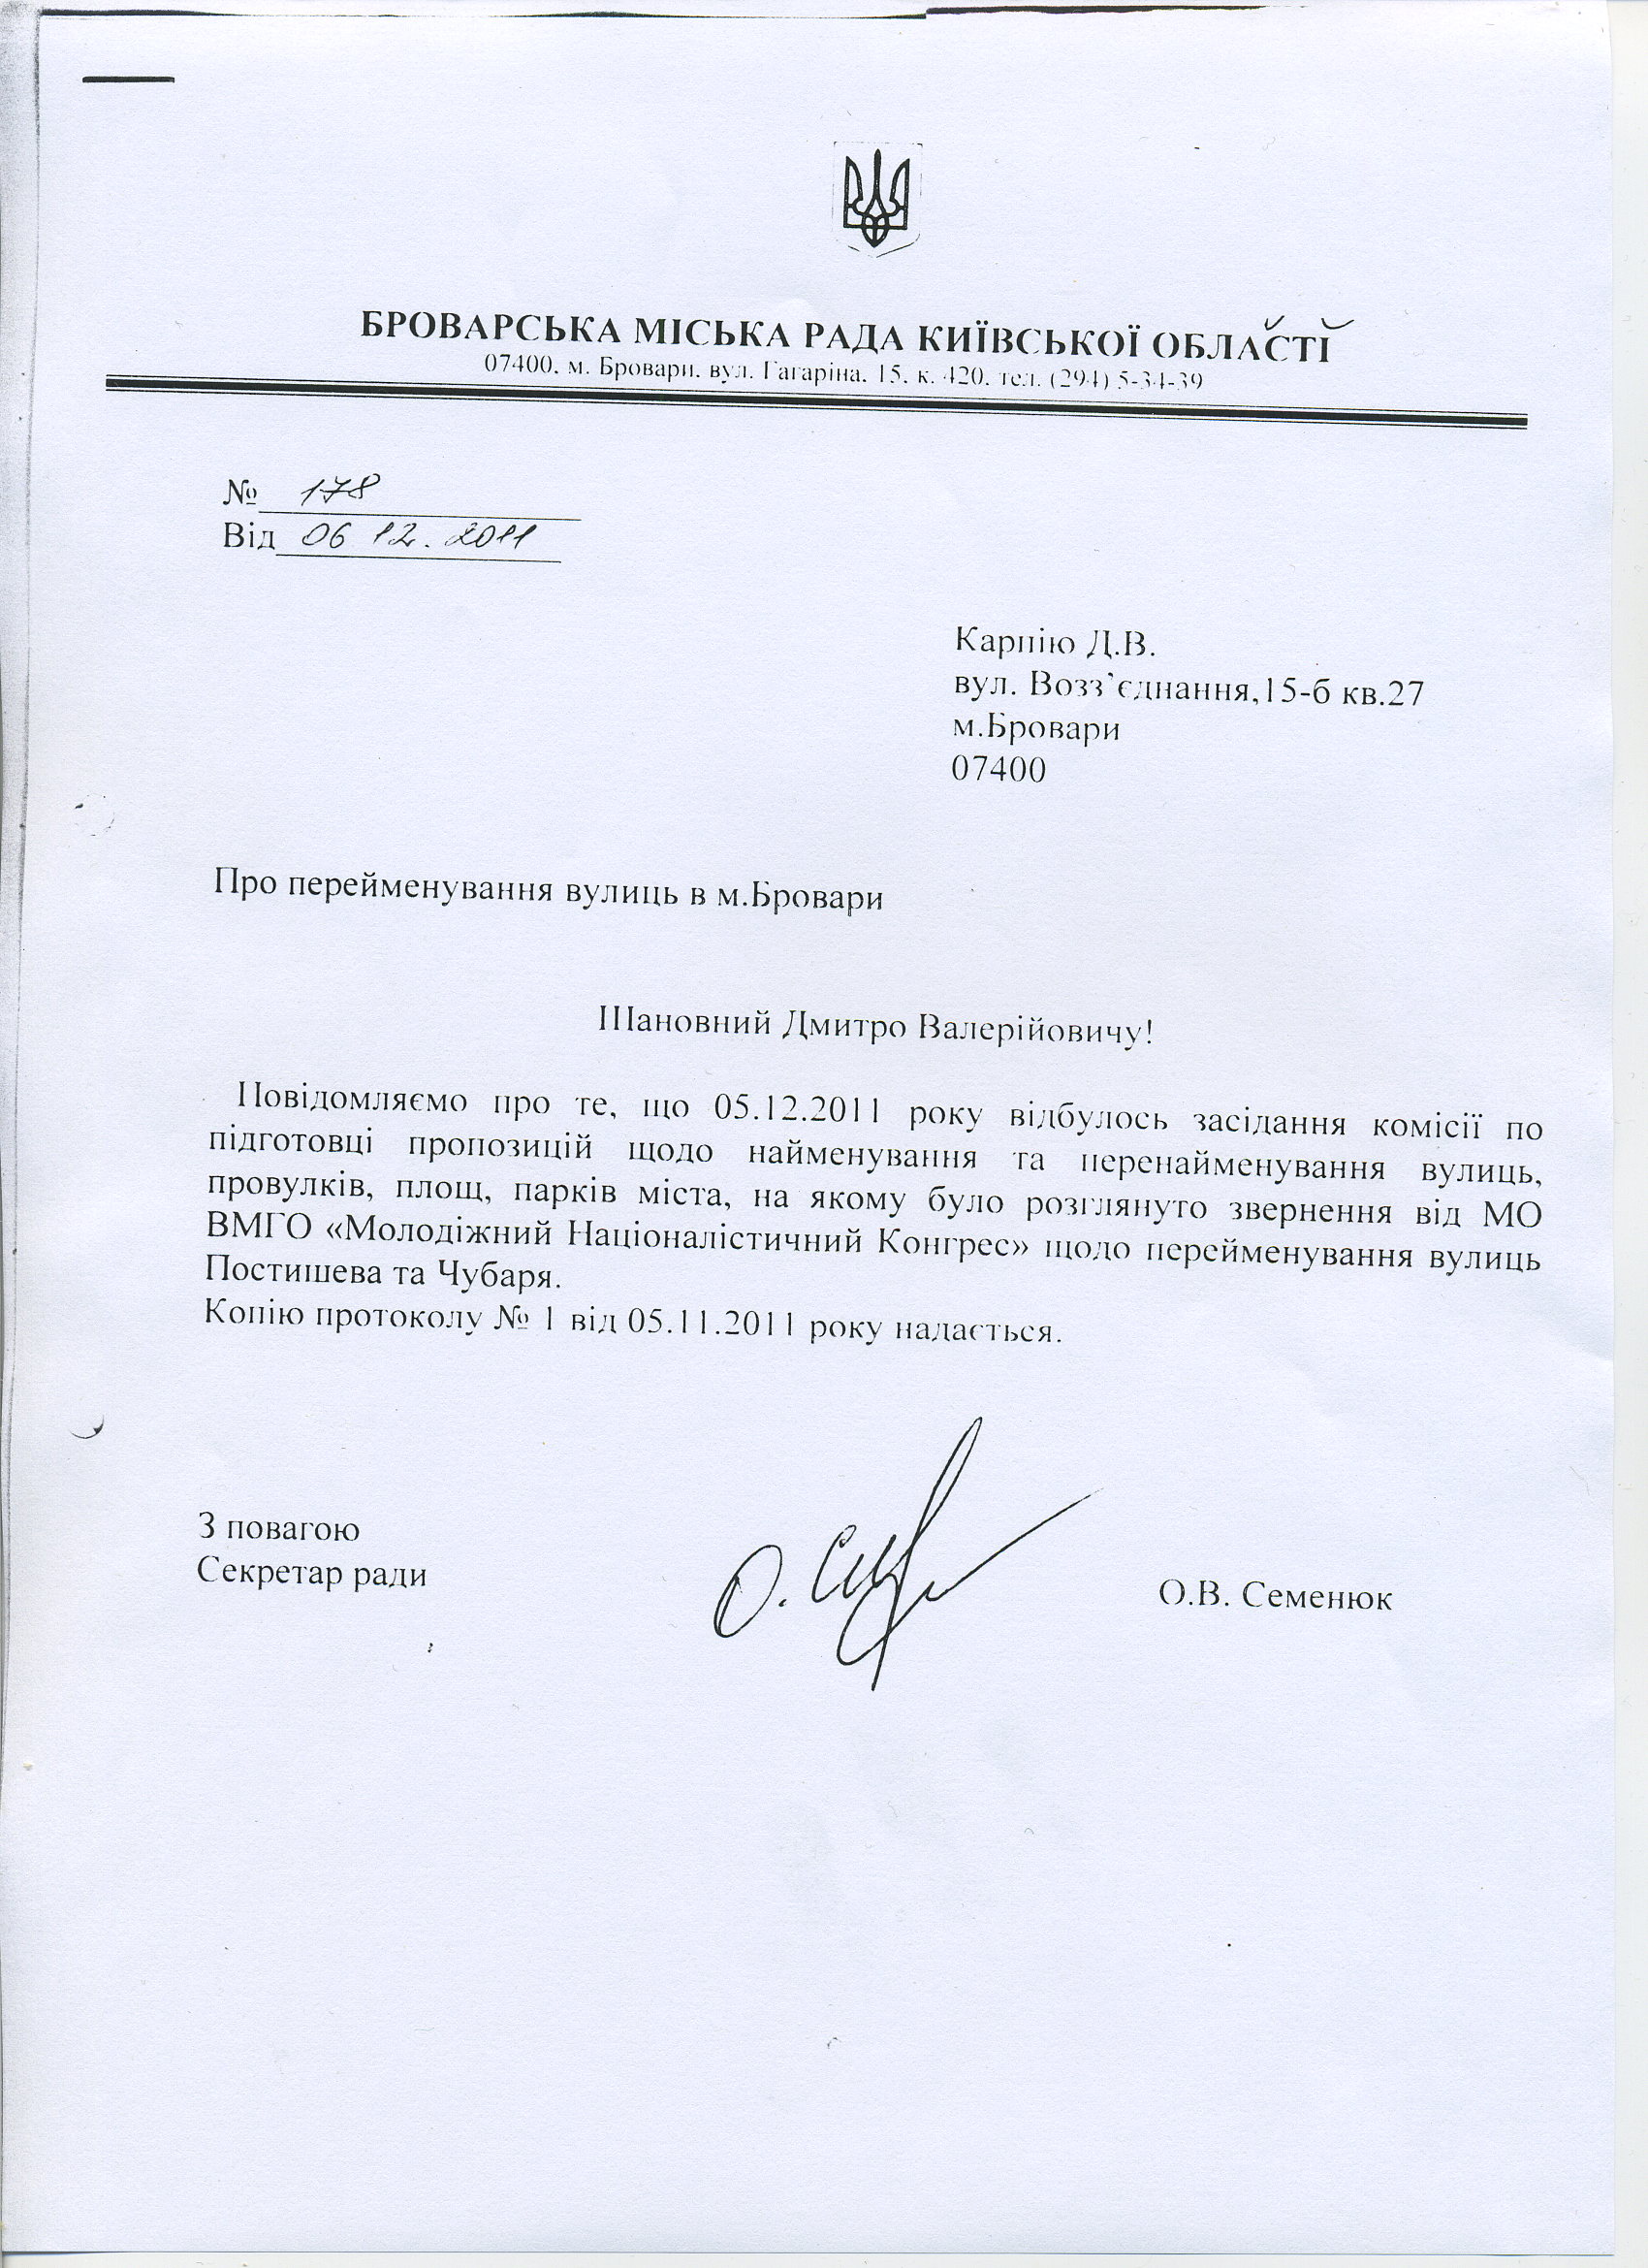 БРОВАРСЬКА МІСЬКА РАДА КИЇВСЬКОЇ ОБЛАСТІ
07400, м. Бровари, вул. Гагаріна, 15, к. 420, тел. (294) 5-34-39
№ 178
Від 06 12. 2011
Карпію Д.В.
вул. Возз’єднання,15-б кв.27
м.Бровари
07400
Про перейменування вулиць в м.Бровари
Шановний Дмитро Валерійовичу!
Повідомляємо про те, що 05.12.2011 року відбулось засідання комісії по
підготовці пропозицій щодо найменування та перенайменування вулиць,
провулків, площ, парків міста, на якому було розглянуто звернення від МО
ВМГО «Молодіжний Націоналістичний Конгрес» щодо перейменування вулиць
Постишева та Чубаря.
Копію протоколу № 1 від 05.11.2011 року надається.
З повагою
Секретар ради
О.В. Семенюк